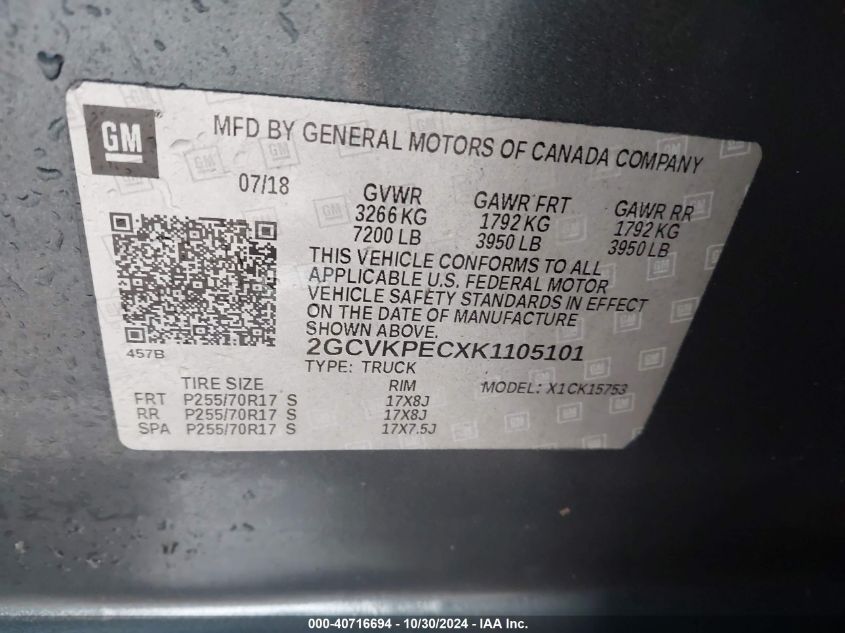 GM
MFD BY GENERAL MOTORS OF CANADA COMPANY
07/18
GVWR GAWR FRT GAWR RR
3266 KG 1792 KG 1792 KG
7200 LB 3950 LB 3950 LB
THIS VEHICLE CONFORMS TO ALL
APPLICABLE U.S. FEDERAL MOTOR
VEHICLE SAFETY STANDARDS IN EFFECT
ON THE DATE OF MANUFACTURE
SHOWN ABOVE.
457B
2GCVKPECXK1105101
TYPE: TRUCK
TIRE SIZE RIM MODEL: X1CK15753
FRT P255/70R17 S 17X8J
RR P255/70R17 S 17X8J
SPA P255/70R17 S 17X7.5J
000-40716694 - 10/30/2024 - IAA Inc.